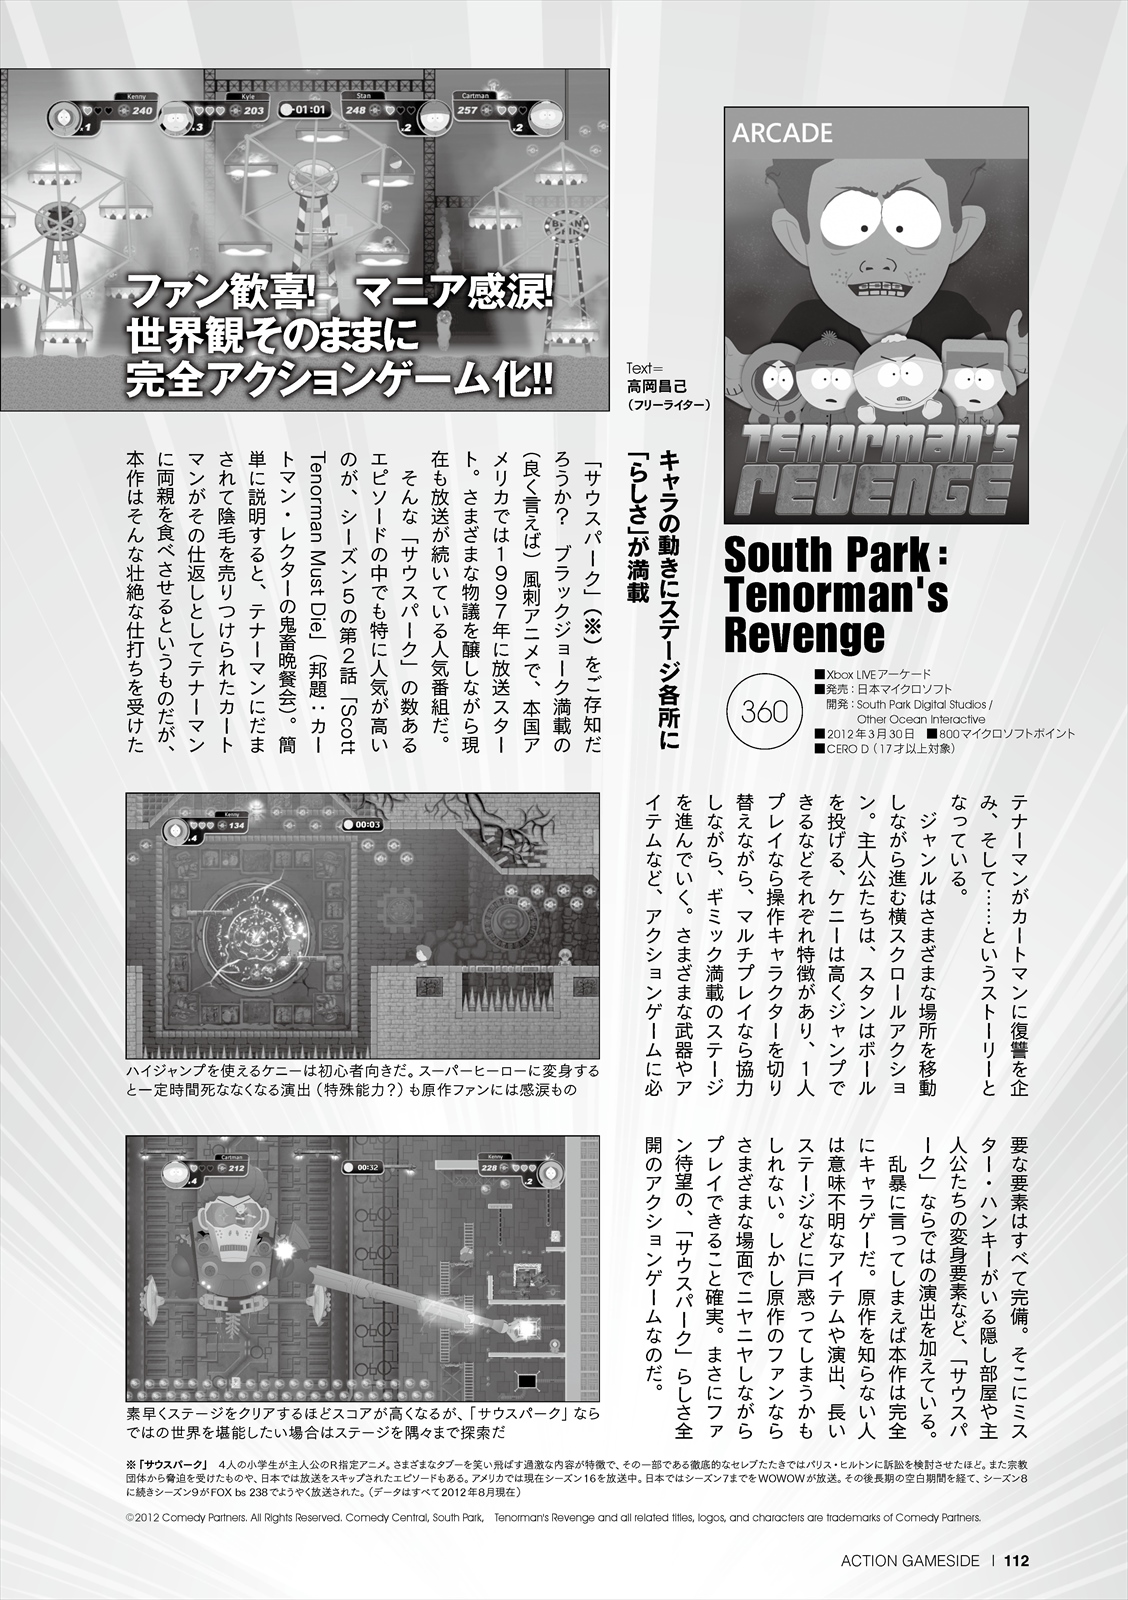 Kenny
240
.1
Kyle
203
.3
01:01
Stan
248
.2
Cartman
257
.2
ファン歓喜!　マニア感涙!
世界観そのままに
完全アクションゲーム化!!
Text=
高岡昌己
（フリーライター）
ARCADE
TENORMAN'S
REVENGE
South Park:
Tenorman's
Revenge
360
■Xbox LIVEアーケード
■発売：日本マイクロソフト
開発：South Park Digital Studios /
Other Ocean Interactive
■2012年3月30日　■800マイクロソフトポイント
■CERO D（17才以上対象）
キャラの動きにステージ各所に
「らしさ」が満載
「サウスパーク」（※）をご存知だ
ろうか？　ブラックジョーク満載の
（良く言えば）風刺アニメで、本国ア
メリカでは1997年に放送スター
ト。さまざまな物議を醸しながら現
在も放送が続いている人気番組だ。
　そんな「サウスパーク」の数ある
エピソードの中でも特に人気が高い
のが、シーズン5の第2話「Scott
Tenorman Must Die」（邦題：カー
トマン・レクターの鬼畜晩餐会）。簡
単に説明すると、テナーマンにだま
されて陰毛を売りつけられたカート
マンがその仕返しとしてテナーマン
に両親を食べさせるというものだが、
本作はそんな壮絶な仕打ちを受けた
テナーマンがカートマンに復讐を企
み、そして……というストーリーと
なっている。
　ジャンルはさまざまな場所を移動
しながら進む横スクロールアクショ
ン。主人公たちは、スタンはボール
を投げる、ケニーは高くジャンプで
きるなどそれぞれ特徴があり、1人
プレイなら操作キャラクターを切り
替えながら、マルチプレイなら協力
しながら、ギミック満載のステージ
を進んでいく。さまざまな武器やア
イテムなど、アクションゲームに必
要な要素はすべて完備。そこにミス
ター・ハンキーがいる隠し部屋や主
人公たちの変身要素など、「サウスパ
ーク」ならではの演出を加えている。
　乱暴に言ってしまえば本作は完全
にキャラゲーだ。原作を知らない人
は意味不明なアイテムや演出、長い
ステージなどに戸惑ってしまうかも
しれない。しかし原作のファンなら
さまざまな場面でニヤニヤしながら
プレイできること確実。まさにファ
ン待望の、「サウスパーク」らしさ全
開のアクションゲームなのだ。
Kenny
134
.4
00:03
ハイジャンプを使えるケニーは初心者向きだ。スーパーヒーローに変身する
と一定時間死ななくなる演出（特殊能力？）も原作ファンには感涙もの
Cartman
212
.4
00:32
Kenny
228
.2
素早くステージをクリアするほどスコアが高くなるが、「サウスパーク」なら
ではの世界を堪能したい場合はステージを隅々まで探索だ
※「サウスパーク」　4人の小学生が主人公のR指定アニメ。さまざまなタブーを笑い飛ばす過激な内容が特徴で、その一部である徹底的なセレブたたきではパリス・ヒルトンに訴訟を検討させたほど。また宗教
団体から脅迫を受けたものや、日本では放送をスキップされたエピソードもある。アメリカでは現在シーズン16を放送中。日本ではシーズン7までをWOWOWが放送。その後長期の空白期間を経て、シーズン8
に続きシーズン9がFOX bs 238でようやく放送された。（データはすべて2012年8月現在）
©2012 Comedy Partners. All Rights Reserved. Comedy Central, South Park,　Tenorman's Revenge and all related titles, logos, and characters are trademarks of Comedy Partners.
ACTION GAMESIDE | 112